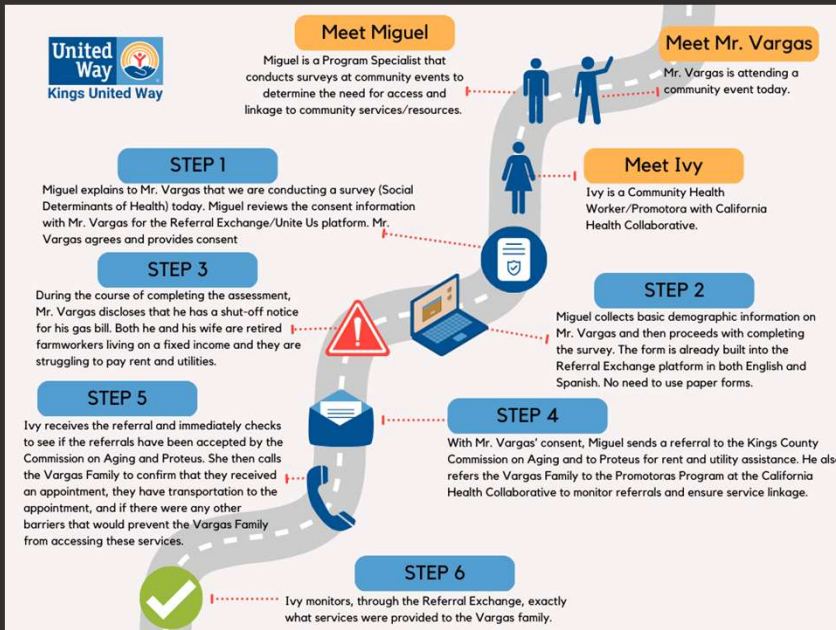 United
Way
Kings United Way
Meet Miguel
Miguel is a Program Specialist that
conducts surveys at community events to
determine the need for access and
linkage to community services/resources.
Meet Mr. Vargas
Mr. Vargas is attending a
community event today.
Meet Ivy
Ivy is a Community Health
Worker/Promotora with California
Health Collaborative.
STEP 1
Miguel explains to Mr. Vargas that we are conducting a survey (Social
Determinants of Health) today. Miguel reviews the consent information
with Mr. Vargas for the Referral Exchange/Unite Us platform. Mr.
Vargas agrees and provides consent
STEP 2
Miguel collects basic demographic information on
Mr. Vargas and then proceeds with completing
the survey. The form is already built into the
Referral Exchange platform in both English and
Spanish. No need to use paper forms.
STEP 3
During the course of completing the assessment,
Mr. Vargas discloses that he has a shut-off notice
for his gas bill. Both he and his wife are retired
farmworkers living on a fixed income and they are
struggling to pay rent and utilities.
STEP 4
With Mr. Vargas' consent, Miguel sends a referral to the Kings County
Commission on Aging and to Proteus for rent and utility assistance. He also
refers the Vargas Family to the Promotoras Program at the California
Health Collaborative to monitor referrals and ensure service linkage.
STEP 5
Ivy receives the referral and immediately checks
to see if the referrals have been accepted by the
Commission on Aging and Proteus. She then calls
the Vargas Family to confirm that they received
an appointment, they have transportation to the
appointment, and if there were any other
barriers that would prevent the Vargas Family
from accessing these services.
STEP 6
Ivy monitors, through the Referral Exchange, exactly
what services were provided to the Vargas family.